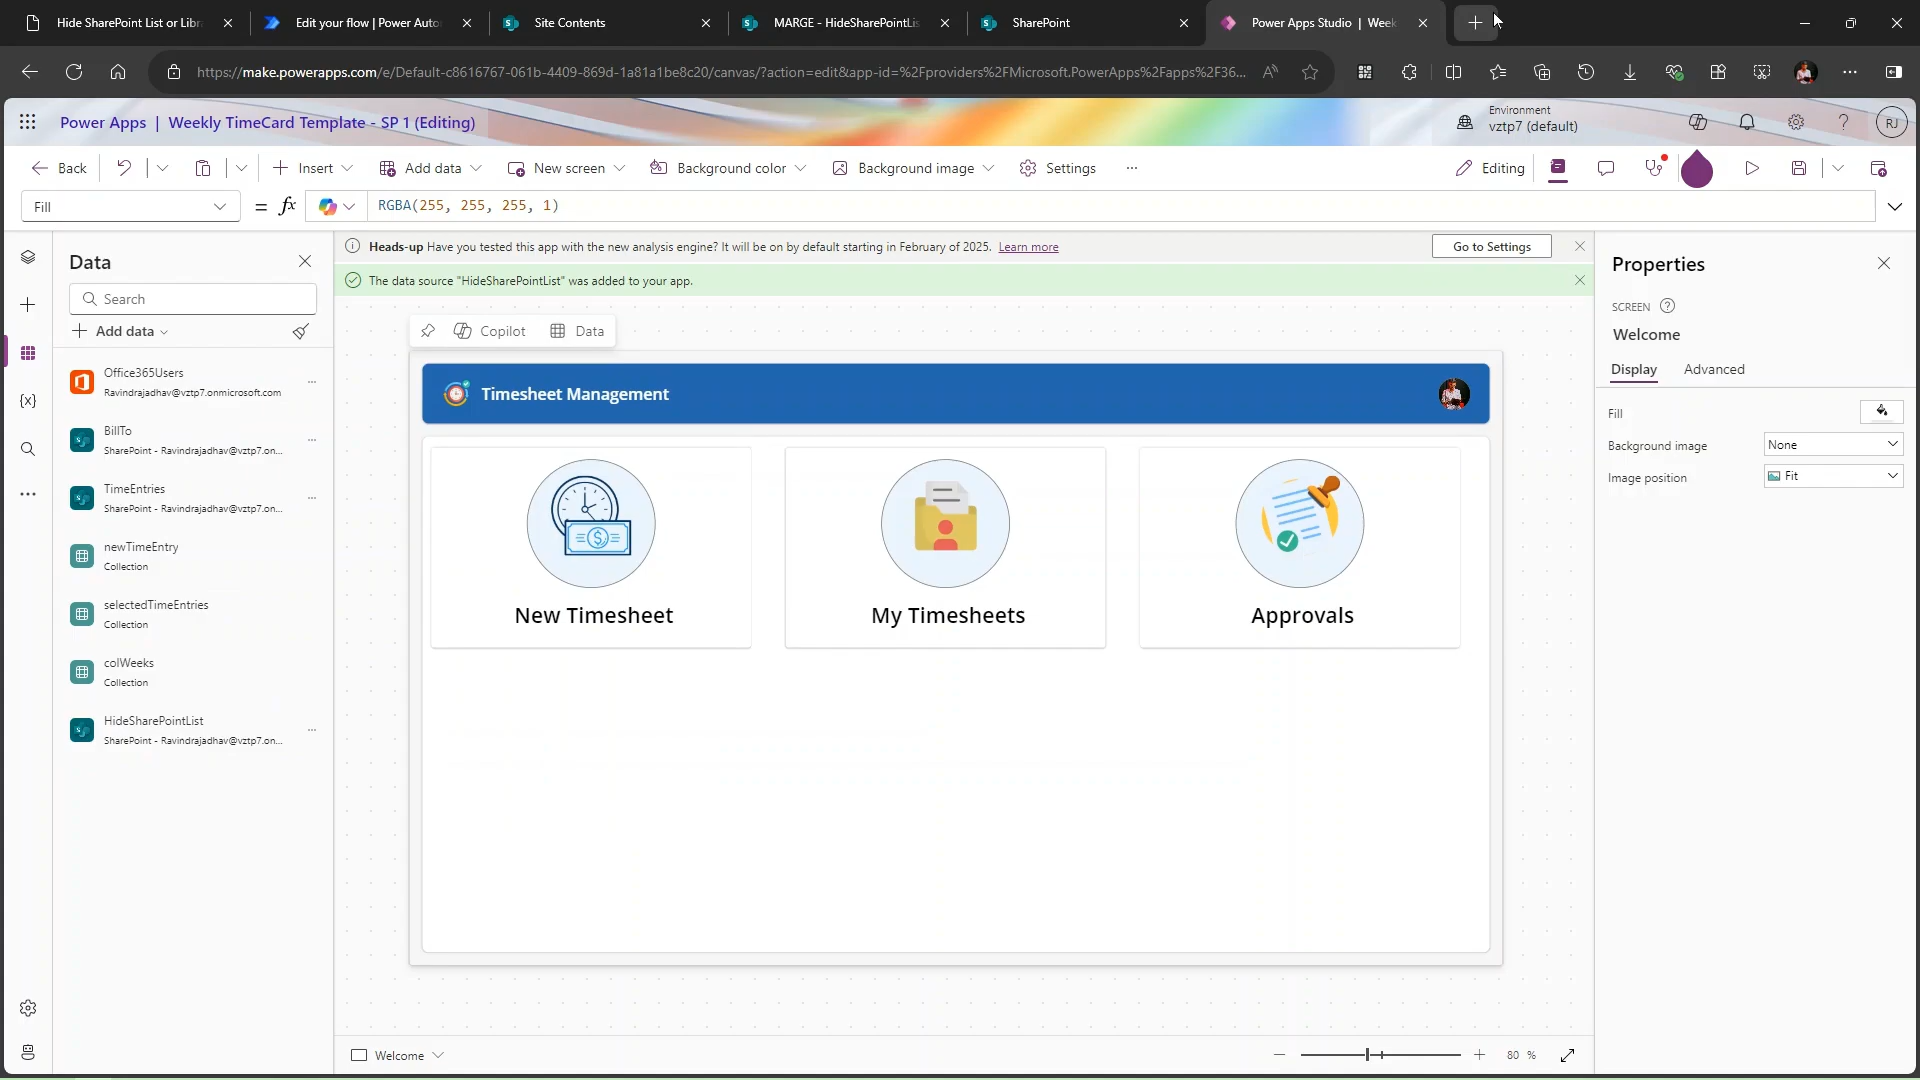 Hide SharePoint List or Libr
Edit your flow | Power Auto
Site Contents
MARGE - HideSharePointLis
SharePoint
Power Apps Studio | Week
https://make.powerapps.com/e/Default-c8616767-061b-4409-869d-1a81a1be8c20/canvas/?action=edit&app-id=%2Fproviders%2FMicrosoft.PowerApps%2Fapps%2F36...
Power Apps | Weekly TimeCard Template - SP 1 (Editing)
Environment
vztp7 (default)
RJ
Back
Insert
Add data
New screen
Background color
Background image
Settings
Editing
Fill
= fx
RGBA(255, 255, 255, 1)
Heads-up Have you tested this app with the new analysis engine? It will be on by default starting in February of 2025. Learn more
Go to Settings
The data source "HideSharePointList" was added to your app.
Data
Search
Add data
Office365Users
Ravindrajadhav@vztp7.onmicrosoft.com
BillTo
SharePoint - Ravindrajadhav@vztp7.on...
TimeEntries
SharePoint - Ravindrajadhav@vztp7.on...
newTimeEntry
Collection
selectedTimeEntries
Collection
colWeeks
Collection
HideSharePointList
SharePoint - Ravindrajadhav@vztp7.on...
Copilot
Data
Timesheet Management
New Timesheet
My Timesheets
Approvals
Welcome
80 %
Properties
SCREEN
Welcome
Display
Advanced
Fill
Background image
None
Image position
Fit